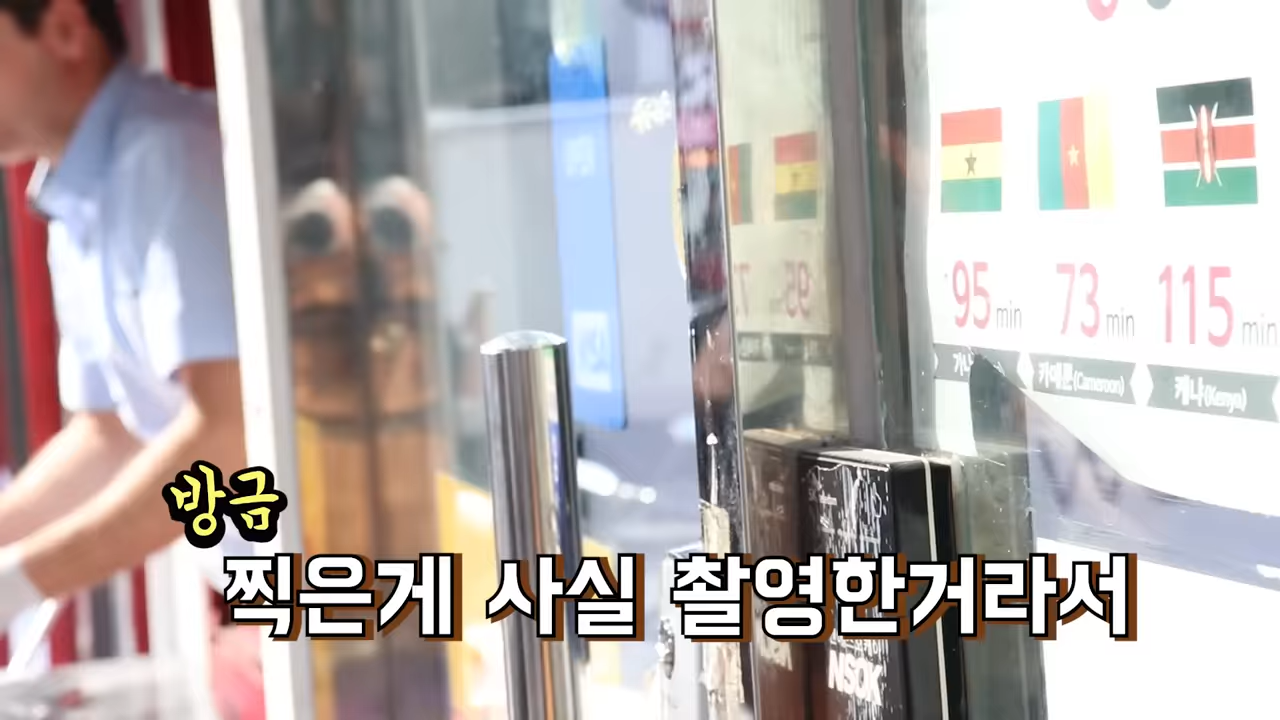 95 min
73 min
115 min
카메룬(Cameroon)
케냐(Kenya)
방금
찍은게 사실 촬영한거라서
NSOK